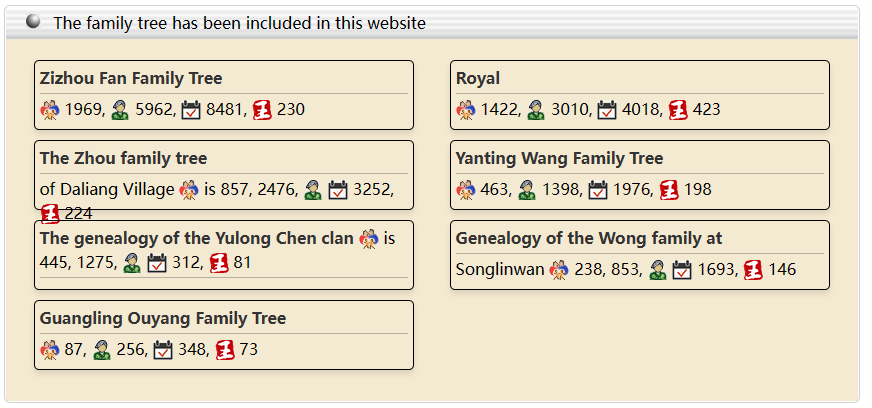 The family tree has been included in this website
Zizhou Fan Family Tree
1969, 5962, 8481, 230
Royal
1422, 3010, 4018, 423
The Zhou family tree
of Daliang Village is 857, 2476, 3252,
224
Yanting Wang Family Tree
463, 1398, 1976, 198
The genealogy of the Yulong Chen clan is
445, 1275, 312, 81
Genealogy of the Wong family at
Songlinwan 238, 853, 1693, 146
Guangling Ouyang Family Tree
87, 256, 348, 73